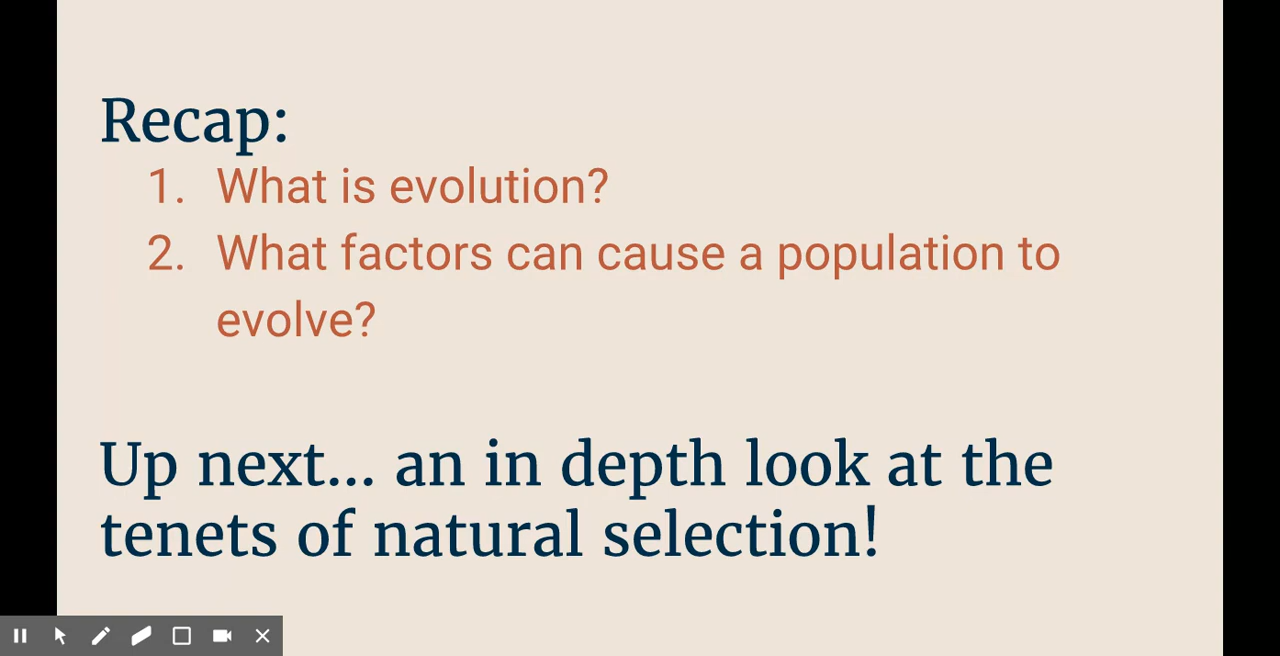 Recap:
1. What is evolution?
2. What factors can cause a population to
evolve?
Up next... an in depth look at the
tenets of natural selection!